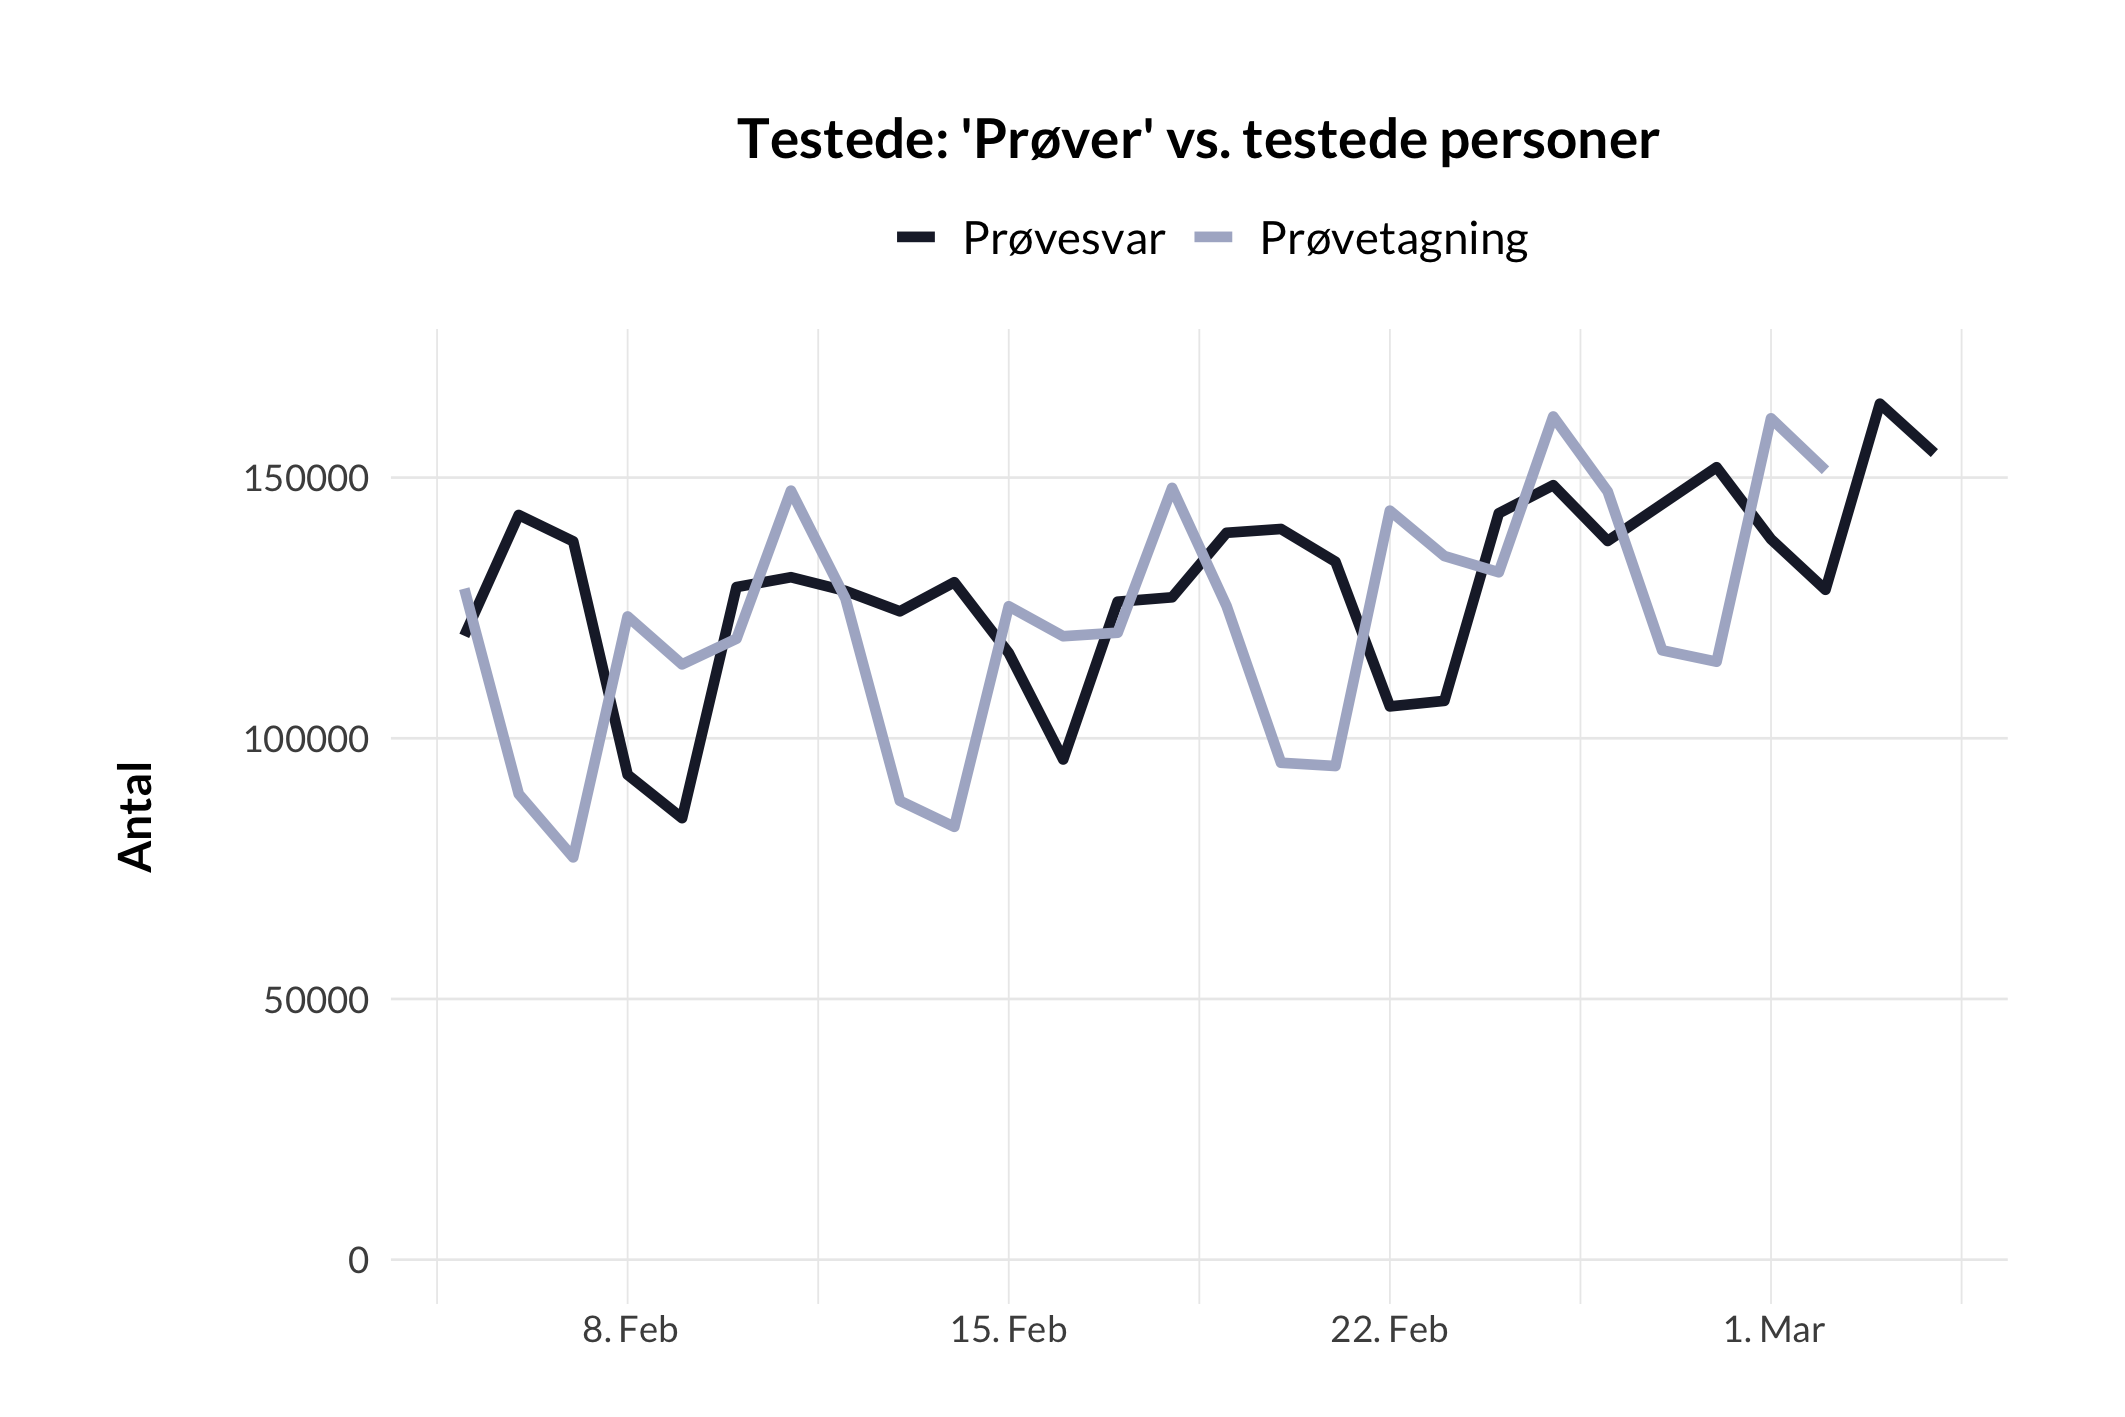 Testede: 'Prøver' vs. testede personer
Prøvesvar Prøvetagning
Antal
150000
100000
50000
0
8. Feb 15. Feb 22. Feb 1. Mar